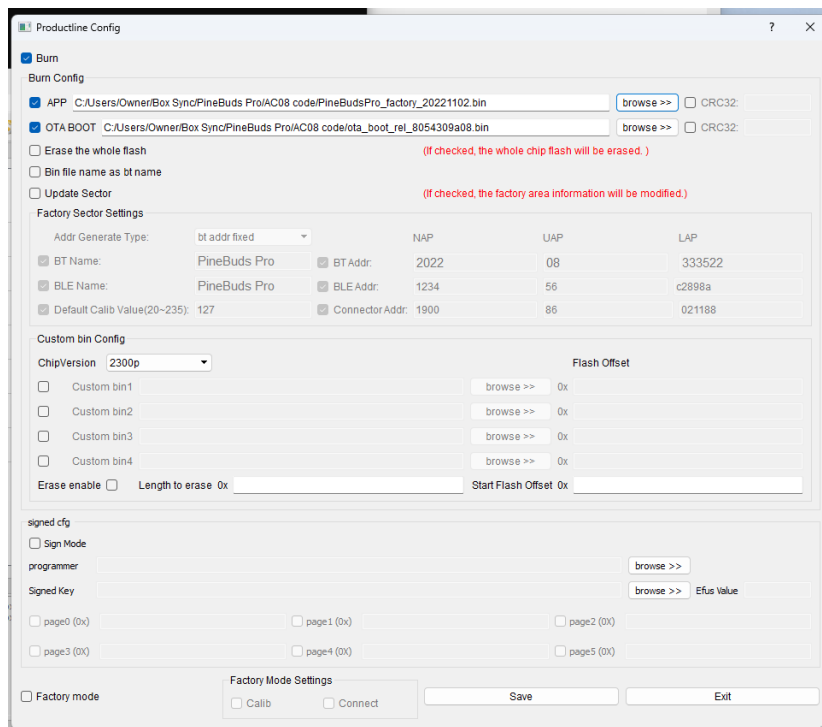 Productline Config ? ✕
Burn
Burn Config
APP C:/Users/Owner/Box Sync/PineBuds Pro/AC08 code/PineBudsPro_factory_20221102.bin browse >> CRC32:
OTA BOOT C:/Users/Owner/Box Sync/PineBuds Pro/AC08 code/ota_boot_rel_8054309a08.bin browse >> CRC32:
Erase the whole flash (If checked, the whole chip flash will be erased. )
Bin file name as bt name
Update Sector (If checked, the factory area information will be modified.)
Factory Sector Settings
Addr Generate Type: bt addr fixed NAP UAP LAP
BT Name: PineBuds Pro BT Addr: 2022 08 333522
BLE Name: PineBuds Pro BLE Addr: 1234 56 c2898a
Default Calib Value(20~235): 127 Connector Addr: 1900 86 021188
Custom bin Config
ChipVersion 2300p Flash Offset
Custom bin1 browse >> 0x
Custom bin2 browse >> 0x
Custom bin3 browse >> 0x
Custom bin4 browse >> 0x
Erase enable Length to erase 0x Start Flash Offset 0x
signed cfg
Sign Mode
programmer browse >>
Signed Key browse >> Efus Value
page0 (0x) page1 (0x) page2 (0X)
page3 (0X) page4 (0X) page5 (0X)
Factory mode Factory Mode Settings Calib Connect Save Exit